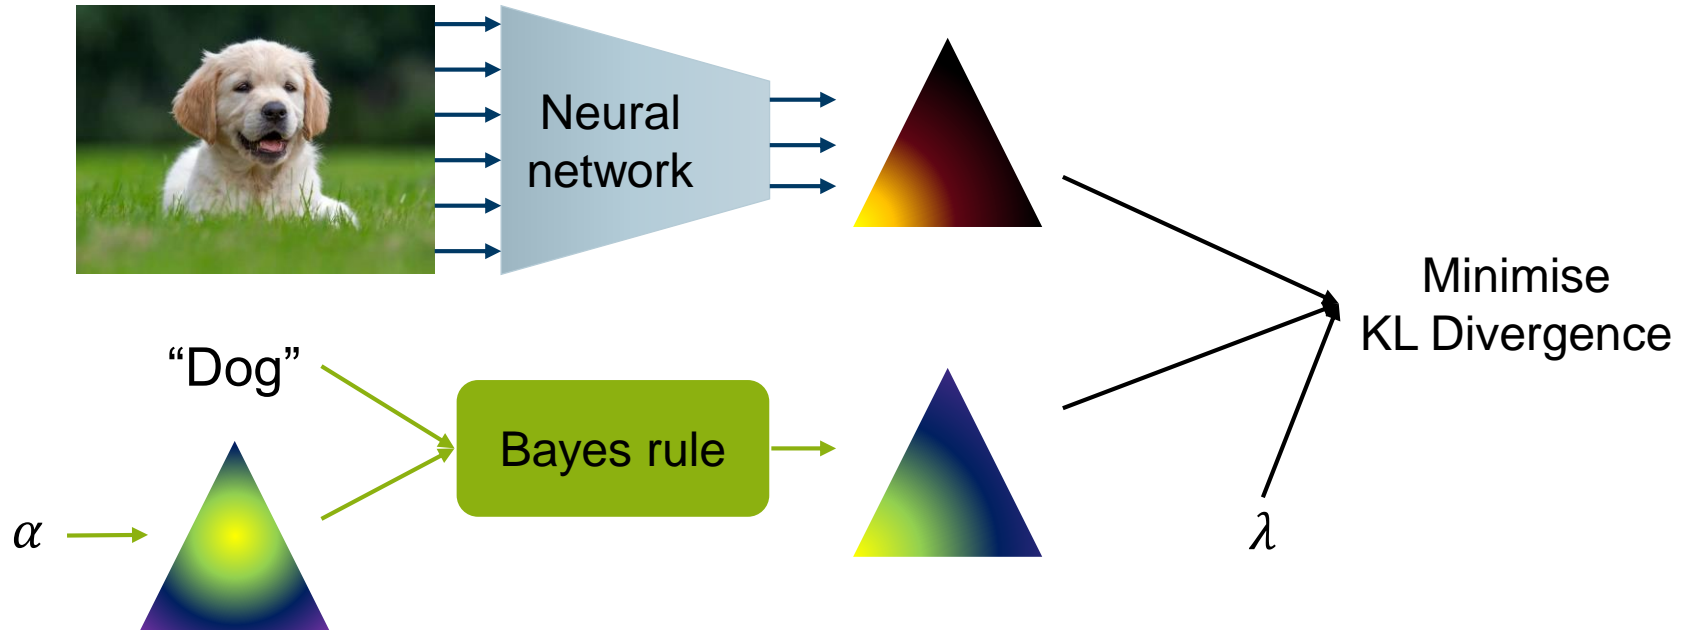 Neural
network
Minimise
KL Divergence
“Dog”
Bayes rule
α
λ